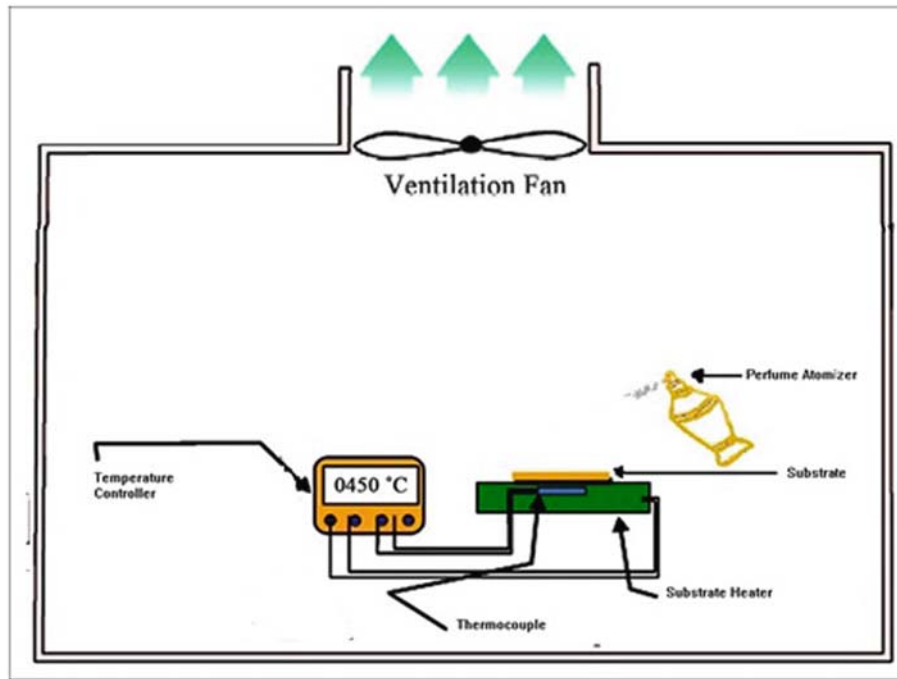 Ventilation Fan
Perfume Atomizer
Substrate
Temperature
Controller
0450 °C
Substrate Heater
Thermocouple